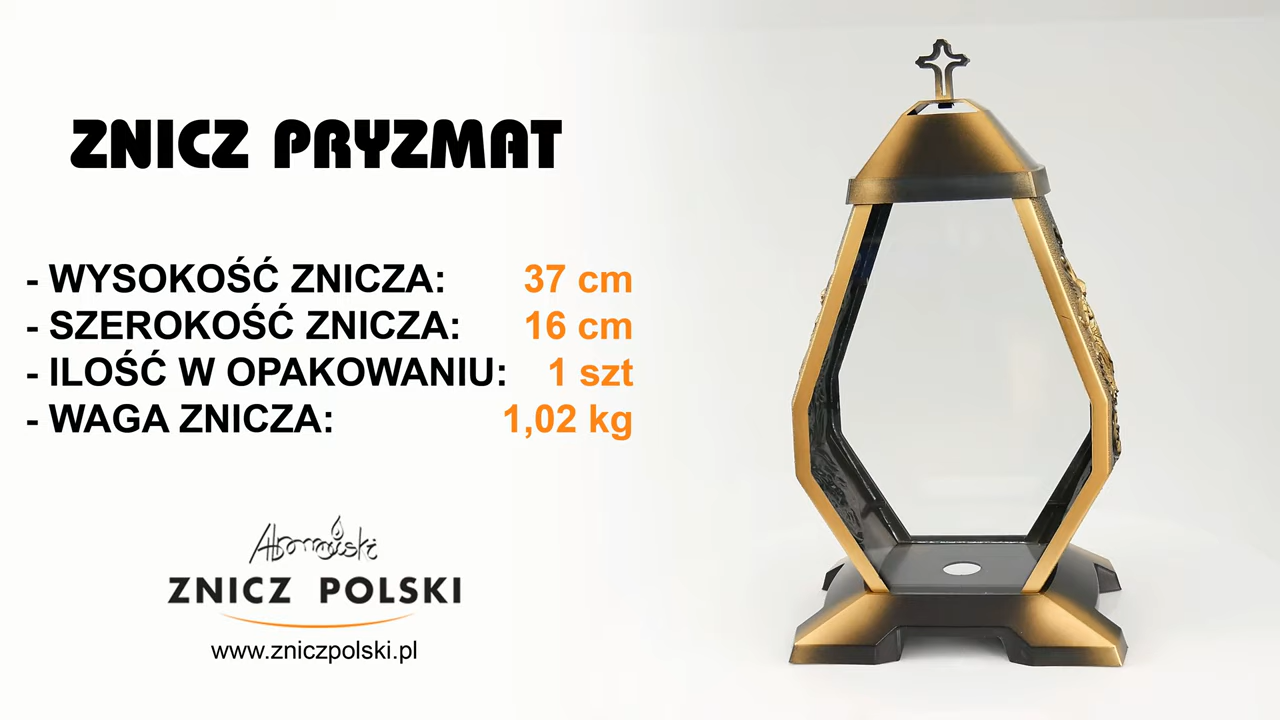 ZNICZ PRYZMAT
- WYSOKOŚĆ ZNICZA: 37 cm
- SZEROKOŚĆ ZNICZA: 16 cm
- ILOŚĆ W OPAKOWANIU: 1 szt
- WAGA ZNICZA: 1,02 kg
ZNICZ POLSKI
www.zniczpolski.pl